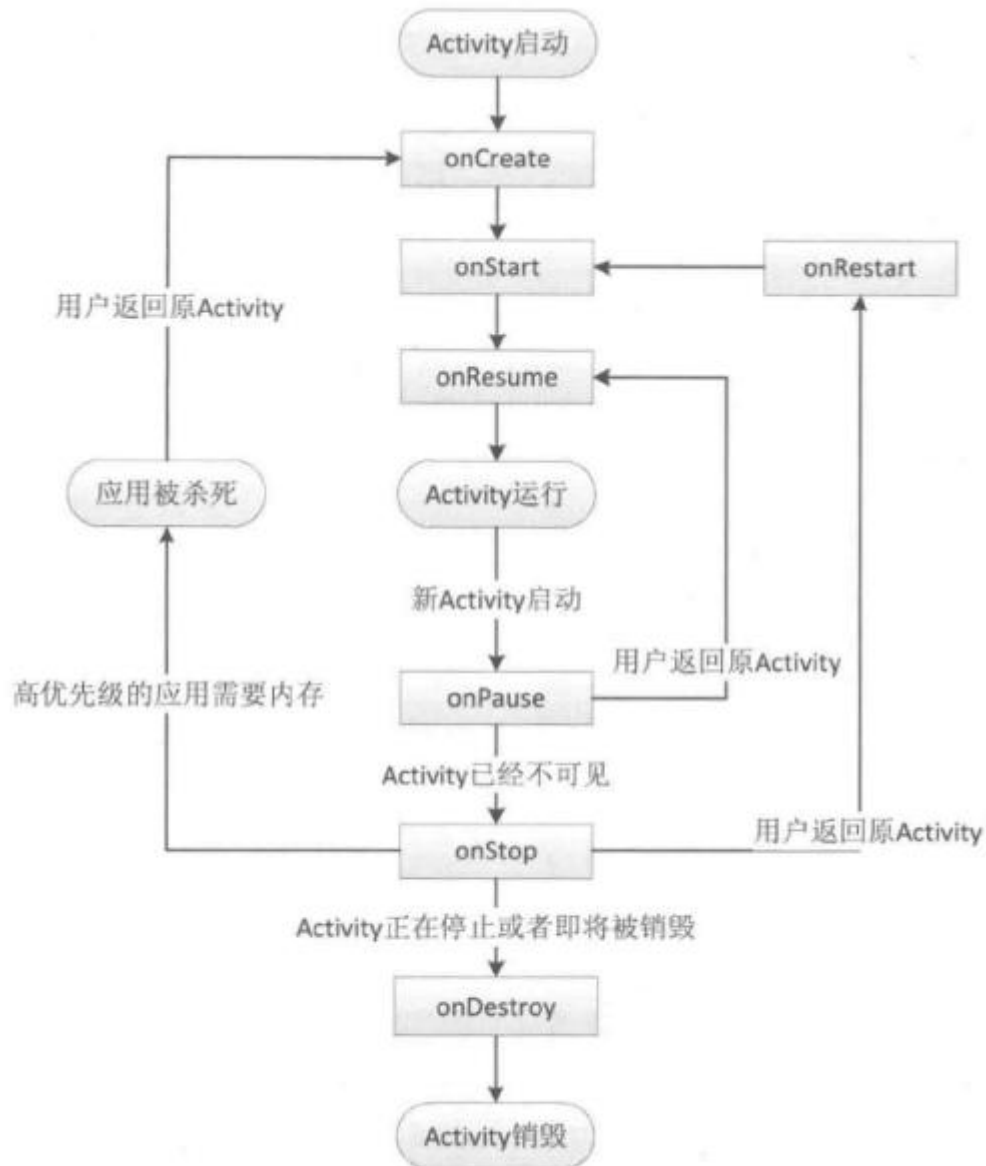 Activity启动
onCreate
onStart
onRestart
用户返回原Activity
onResume
应用被杀死
Activity运行
新Activity启动
用户返回原Activity
高优先级的应用需要内存
onPause
Activity已经不可见
用户返回原Activity
onStop
Activity正在停止或者即将被销毁
onDestroy
Activity销毁